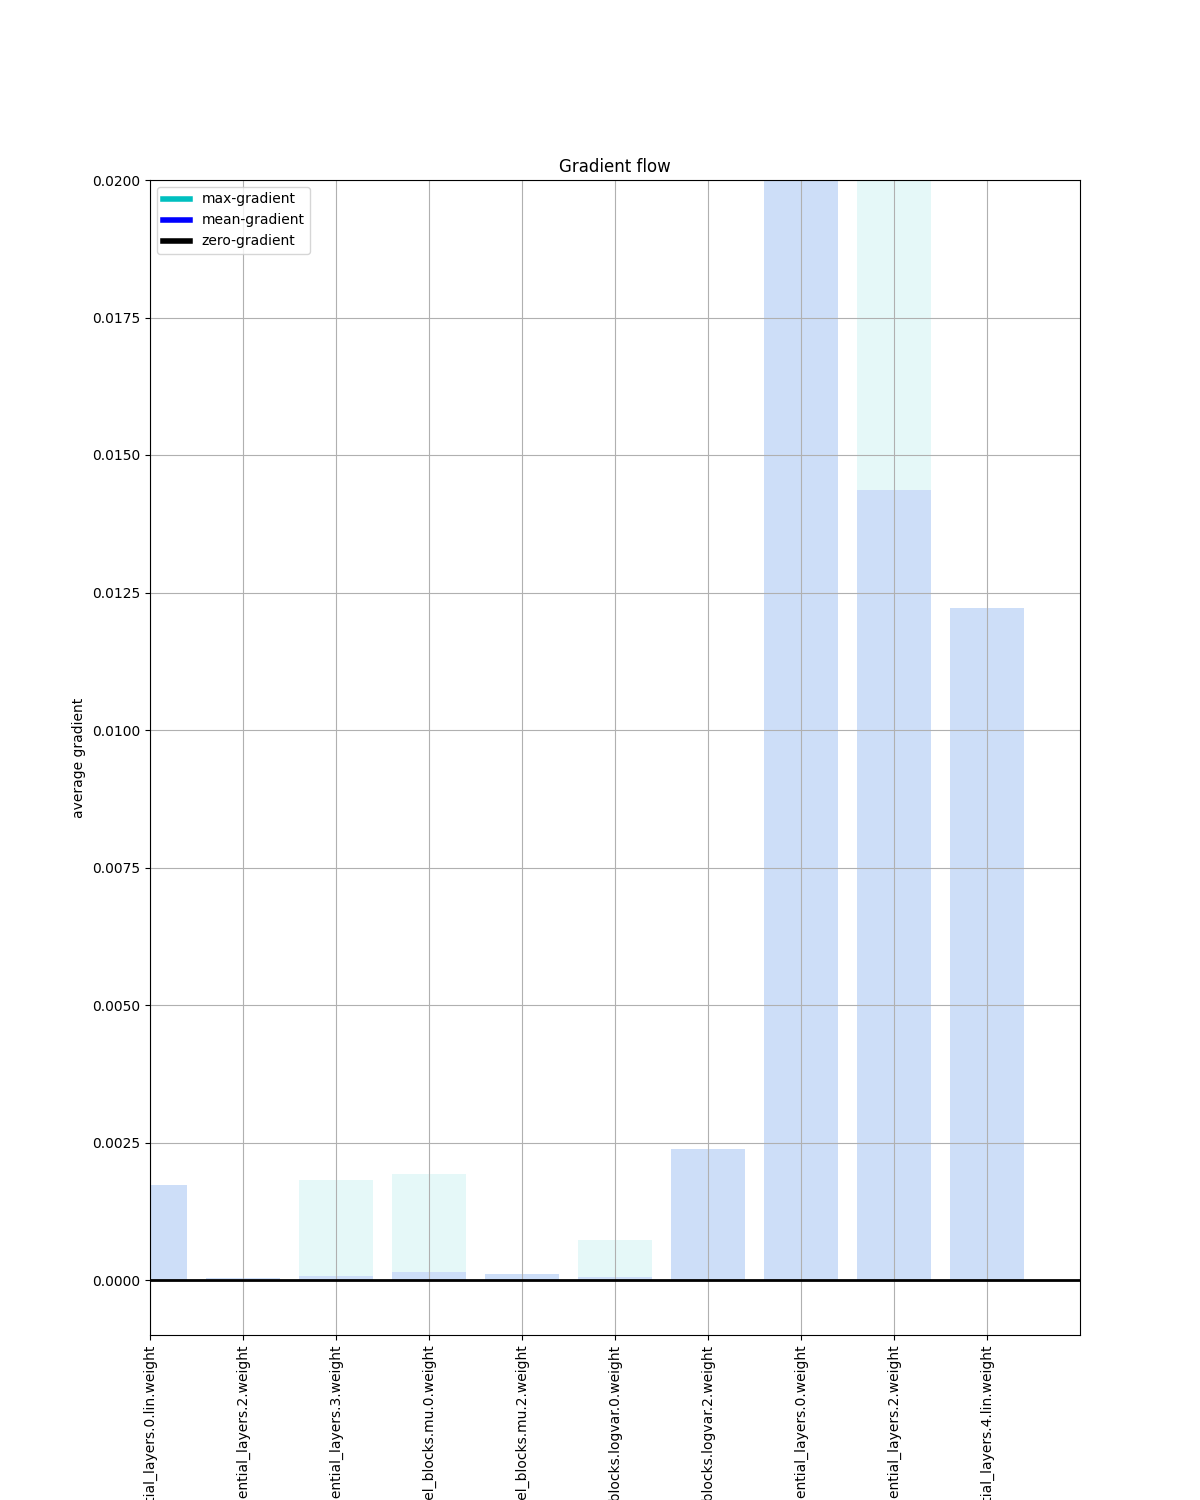 Gradient flow
max-gradient
mean-gradient
zero-gradient
0.0200
0.0175
0.0150
0.0125
0.0100
0.0075
0.0050
0.0025
0.0000
average gradient
tial_layers.0.lin.weight
ential_layers.2.weight
ential_layers.3.weight
el_blocks.mu.0.weight
el_blocks.mu.2.weight
blocks.logvar.0.weight
blocks.logvar.2.weight
ential_layers.0.weight
ential_layers.2.weight
tial_layers.4.lin.weight